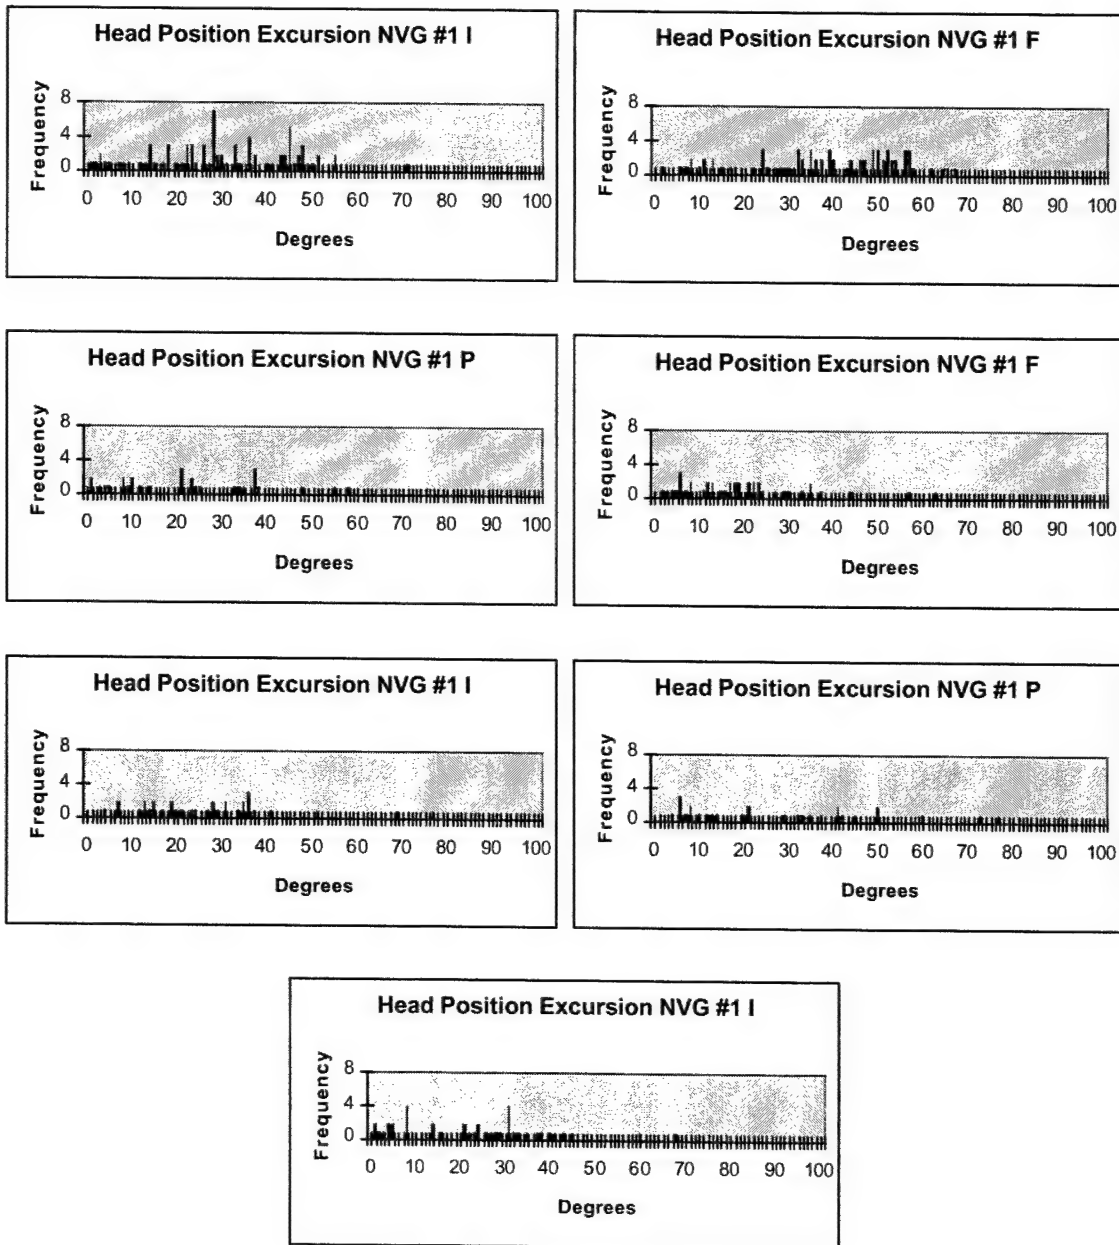 Head Position Excursion NVG #1 I
Frequency
8
4
0
0 10 20 30 40 50 60 70 80 90 100
Degrees
Head Position Excursion NVG #1 F
Frequency
8
4
0
0 10 20 30 40 50 60 70 80 90 100
Degrees
Head Position Excursion NVG #1 P
Frequency
8
4
0
0 10 20 30 40 50 60 70 80 90 100
Degrees
Head Position Excursion NVG #1 F
Frequency
8
4
0
0 10 20 30 40 50 60 70 80 90 100
Degrees
Head Position Excursion NVG #1 I
Frequency
8
4
0
0 10 20 30 40 50 60 70 80 90 100
Degrees
Head Position Excursion NVG #1 P
Frequency
8
4
0
0 10 20 30 40 50 60 70 80 90 100
Degrees
Head Position Excursion NVG #1 I
Frequency
8
4
0
0 10 20 30 40 50 60 70 80 90 100
Degrees